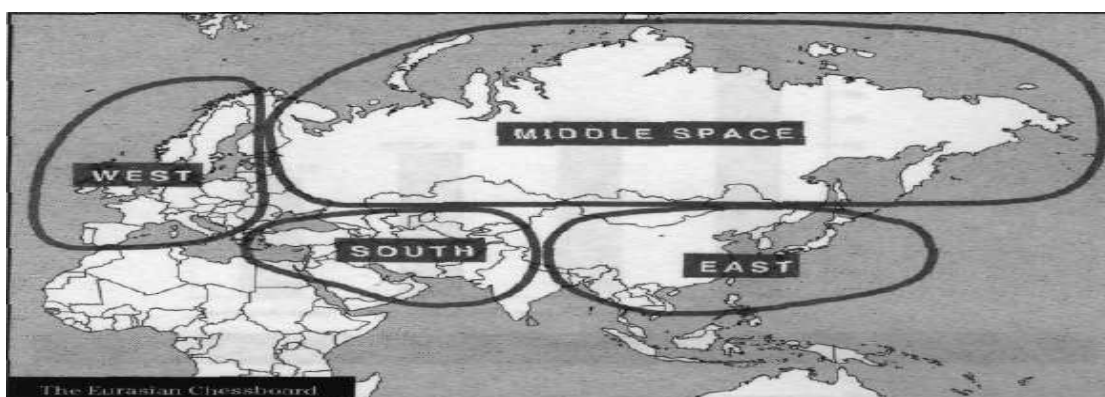 MIDDLE SPACE
WEST
SOUTH
EAST
The Eurasian Chessboard